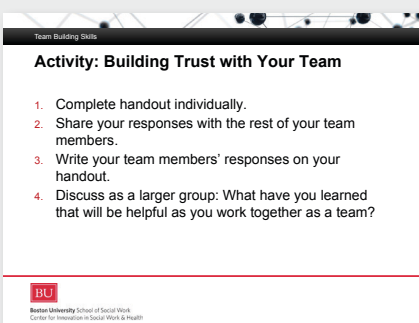 Team Building Skills
Activity: Building Trust with Your Team
1. Complete handout individually.
2. Share your responses with the rest of your team
members.
3. Write your team members’ responses on your
handout.
4. Discuss as a larger group: What have you learned
that will be helpful as you work together as a team?
BU
Boston University School of Social Work
Center for Innovation in Social Work & Health